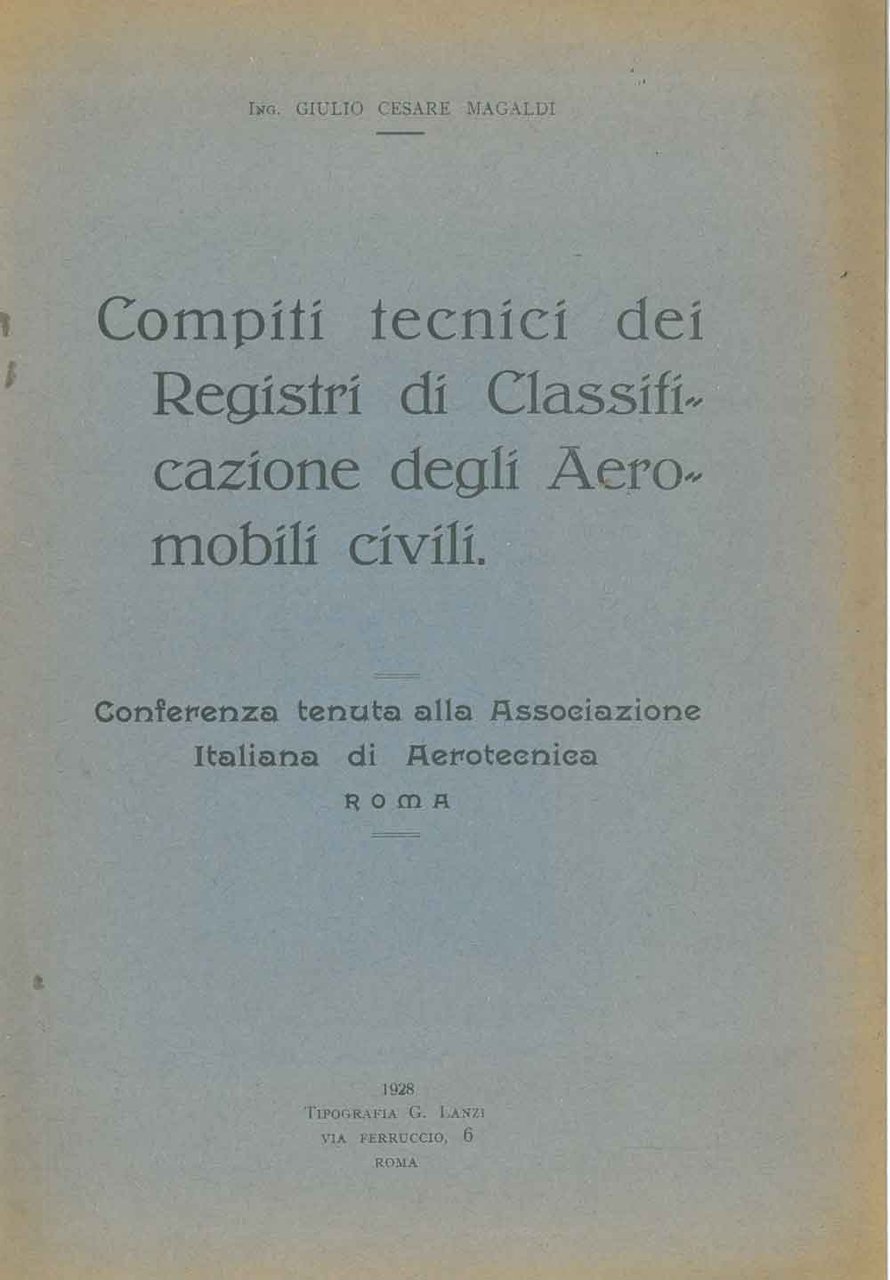 Ing. GIULIO CESARE MAGALDI
Compiti tecnici dei
Registri di Classifi-
cazione degli Aero-
mobili civili.
Conferenza tenuta alla Associazione
Italiana di Aerotecnica
ROMA
1928
Tipografia G. Lanzi
VIA FERRUCCIO, 6
ROMA